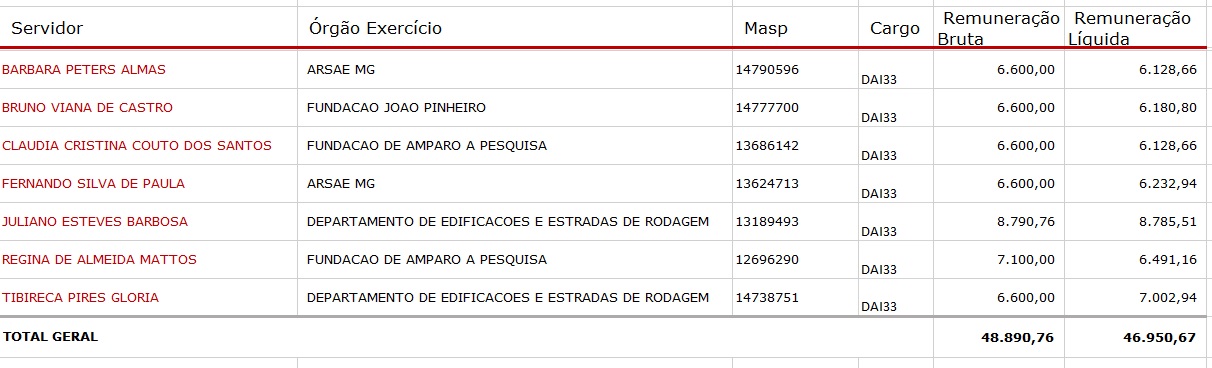 Servidor Órgão Exercício Masp Cargo Remuneração Bruta Remuneração Líquida
BARBARA PETERS ALMAS ARSAE MG 14790596 DAI33 6.600,00 6.128,66
BRUNO VIANA DE CASTRO FUNDACAO JOAO PINHEIRO 14777700 DAI33 6.600,00 6.180,80
CLAUDIA CRISTINA COUTO DOS SANTOS FUNDACAO DE AMPARO A PESQUISA 13686142 DAI33 6.600,00 6.128,66
FERNANDO SILVA DE PAULA ARSAE MG 13624713 DAI33 6.600,00 6.232,94
JULIANO ESTEVES BARBOSA DEPARTAMENTO DE EDIFICACOES E ESTRADAS DE RODAGEM 13189493 DAI33 8.790,76 8.785,51
REGINA DE ALMEIDA MATTOS FUNDACAO DE AMPARO A PESQUISA 12696290 DAI33 7.100,00 6.491,16
TIBIRECA PIRES GLORIA DEPARTAMENTO DE EDIFICACOES E ESTRADAS DE RODAGEM 14738751 DAI33 6.600,00 7.002,94
TOTAL GERAL 48.890,76 46.950,67